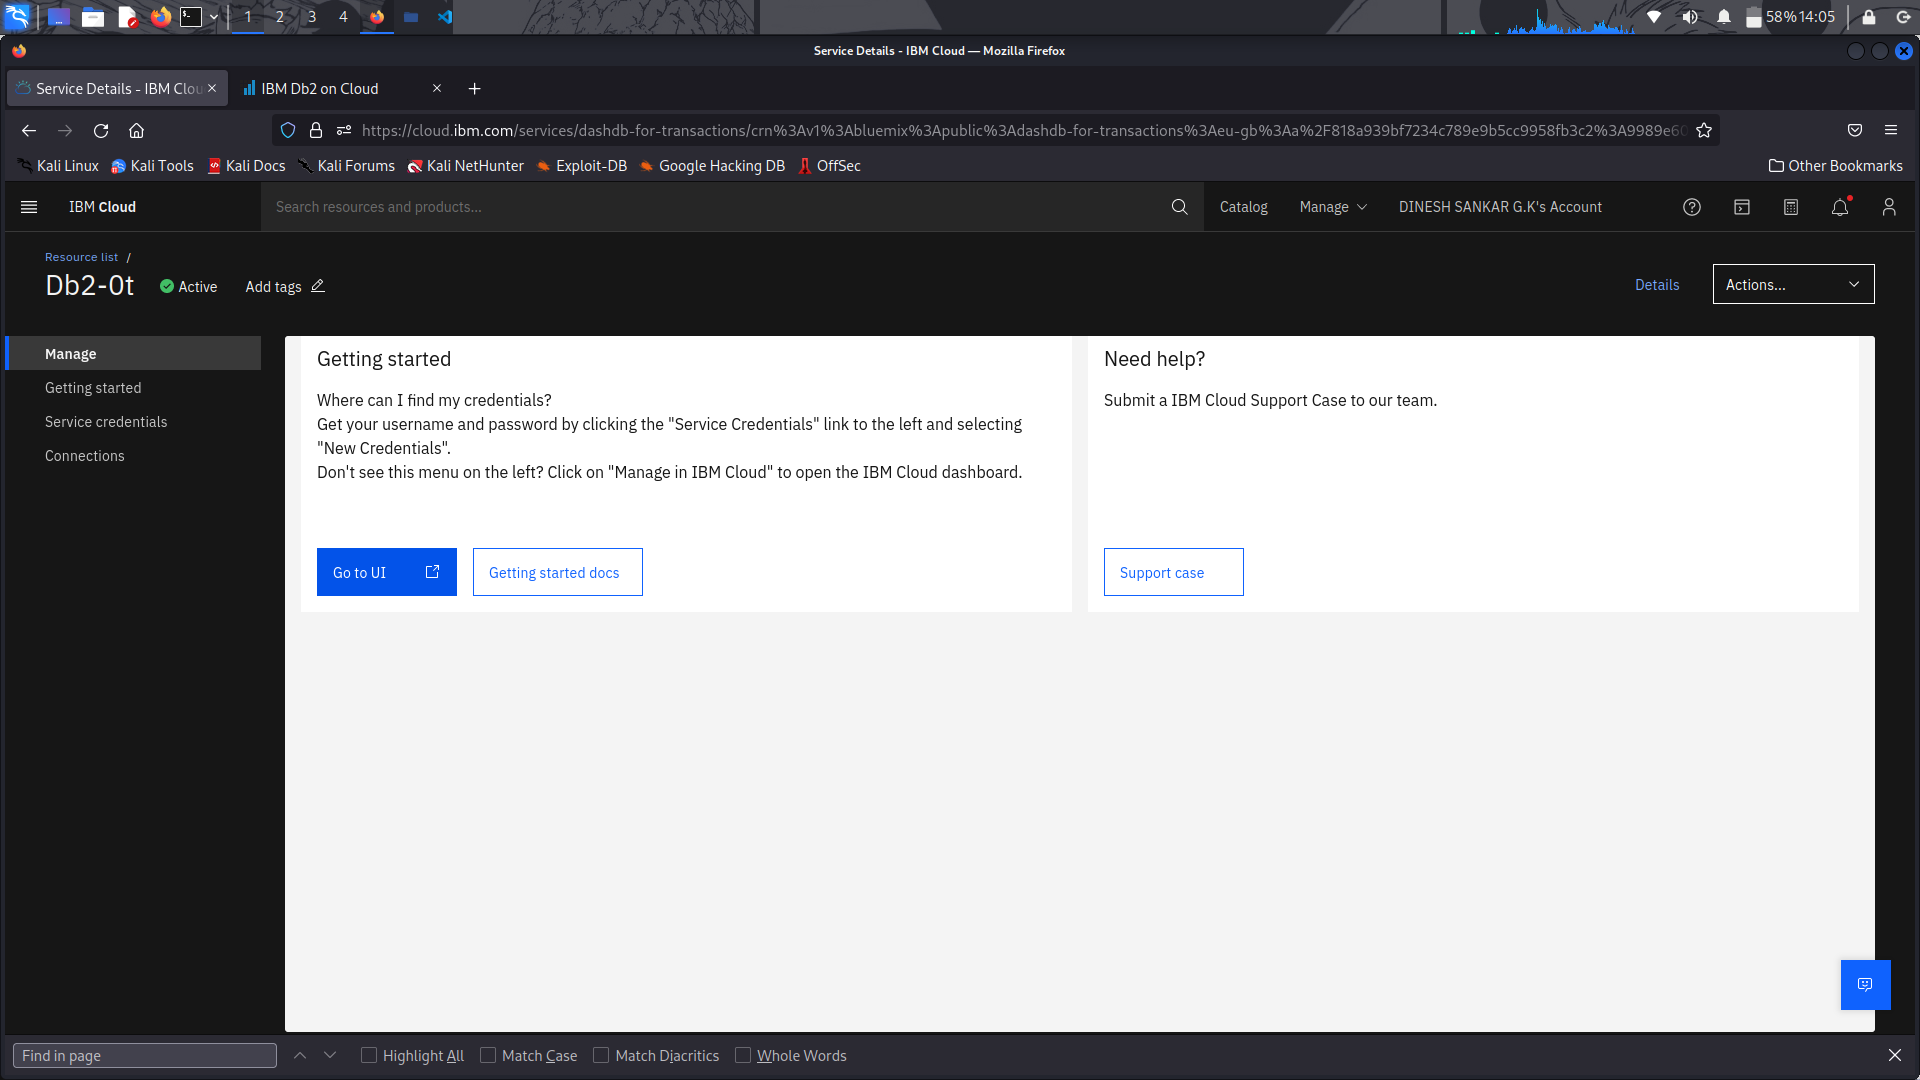 1 2 3 4
58% 14:05
Service Details - IBM Cloud — Mozilla Firefox
Service Details - IBM Clou
IBM Db2 on Cloud
https://cloud.ibm.com/services/dashdb-for-transactions/crn%3Av1%3Abluemix%3Apublic%3Adashdb-for-transactions%3Aeu-gb%3Aa%2F818a939bf7234c789e9b5cc9958fb3c2%3A9989e60
Kali Linux Kali Tools Kali Docs Kali Forums Kali NetHunter Exploit-DB Google Hacking DB OffSec Other Bookmarks
IBM Cloud
Search resources and products...
Catalog Manage DINESH SANKAR G.K's Account
Resource list /
Db2-0t Active Add tags
Details Actions...
Manage
Getting started
Service credentials
Connections
Getting started
Where can I find my credentials?
Get your username and password by clicking the "Service Credentials" link to the left and selecting
"New Credentials".
Don't see this menu on the left? Click on "Manage in IBM Cloud" to open the IBM Cloud dashboard.
Go to UI
Getting started docs
Need help?
Submit a IBM Cloud Support Case to our team.
Support case
Find in page Highlight All Match Case Match Diacritics Whole Words